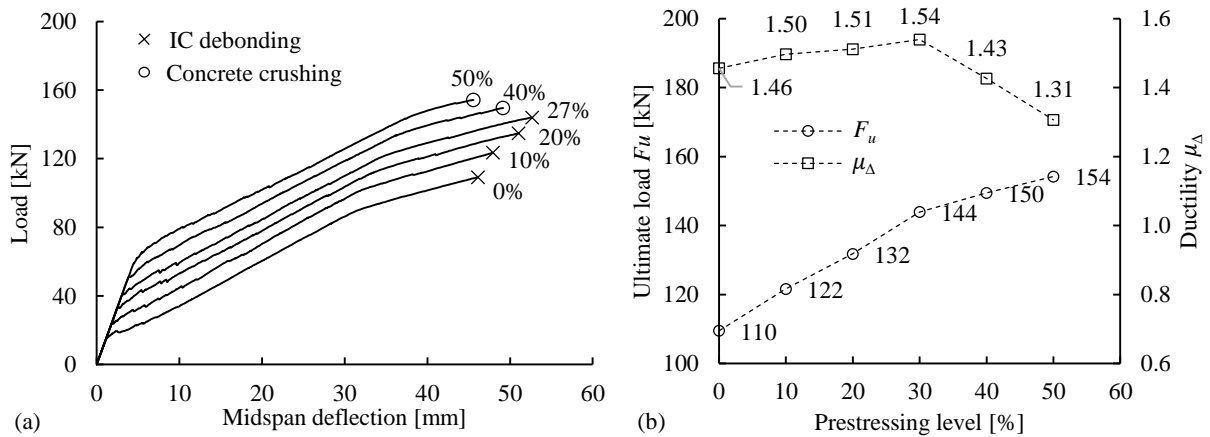 200
160
120
80
40
0
Load [kN]
× IC debonding
○ Concrete crushing
50%
40%
27%
20%
10%
0%
0 10 20 30 40 50 60
Midspan deflection [mm]
(a)
200
180
160
140
120
100
Ultimate load Fu [kN]
1.50 1.51 1.54
1.43
1.31
1.46
Fu
μΔ
154
150
144
132
122
110
1.6
1.4
1.2
1.0
0.8
0.6
Ductility μΔ
0 10 20 30 40 50 60
Prestressing level [%]
(b)